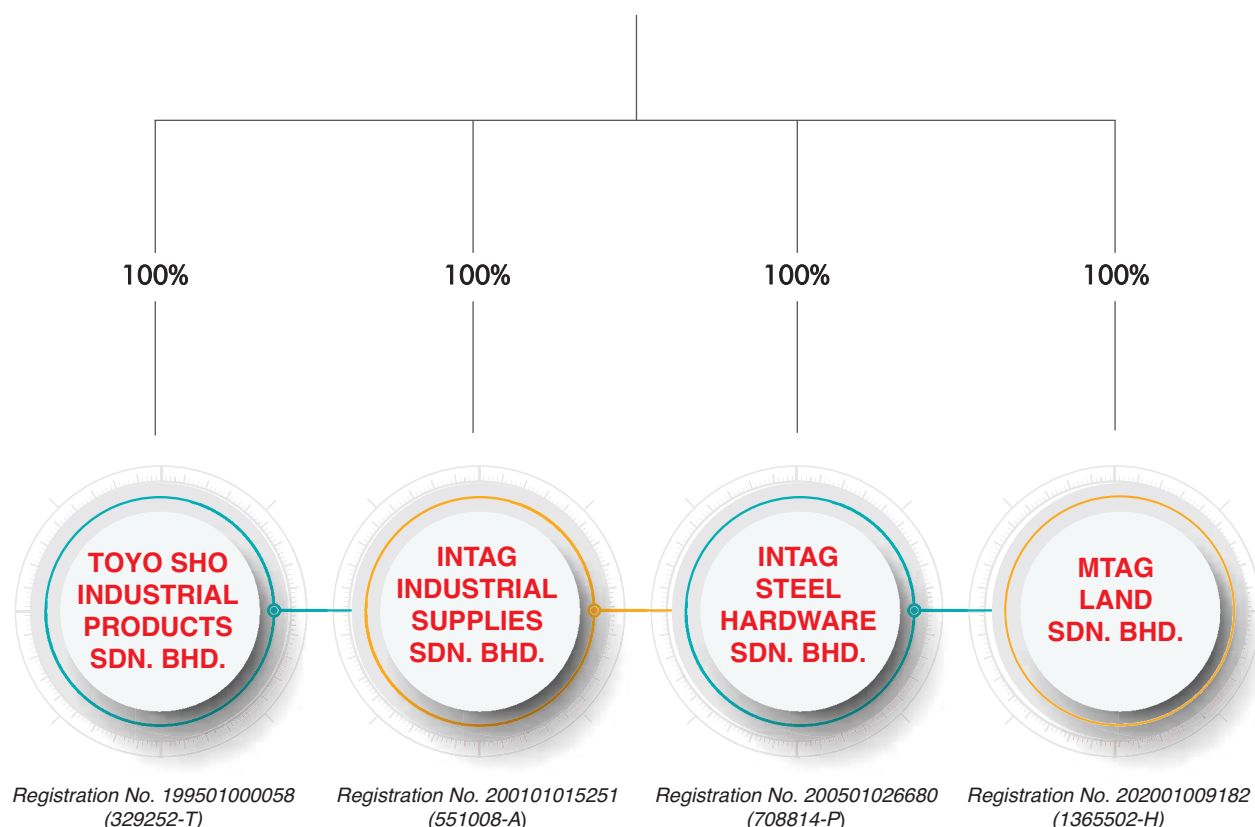 100%
100%
100%
100%
TOYO SHO
INDUSTRIAL
PRODUCTS
SDN. BHD.
INTAG
INDUSTRIAL
SUPPLIES
SDN. BHD.
INTAG
STEEL
HARDWARE
SDN. BHD.
MTAG
LAND
SDN. BHD.
Registration No. 199501000058
(329252-T)
Registration No. 200101015251
(551008-A)
Registration No. 200501026680
(708814-P)
Registration No. 202001009182
(1365502-H)